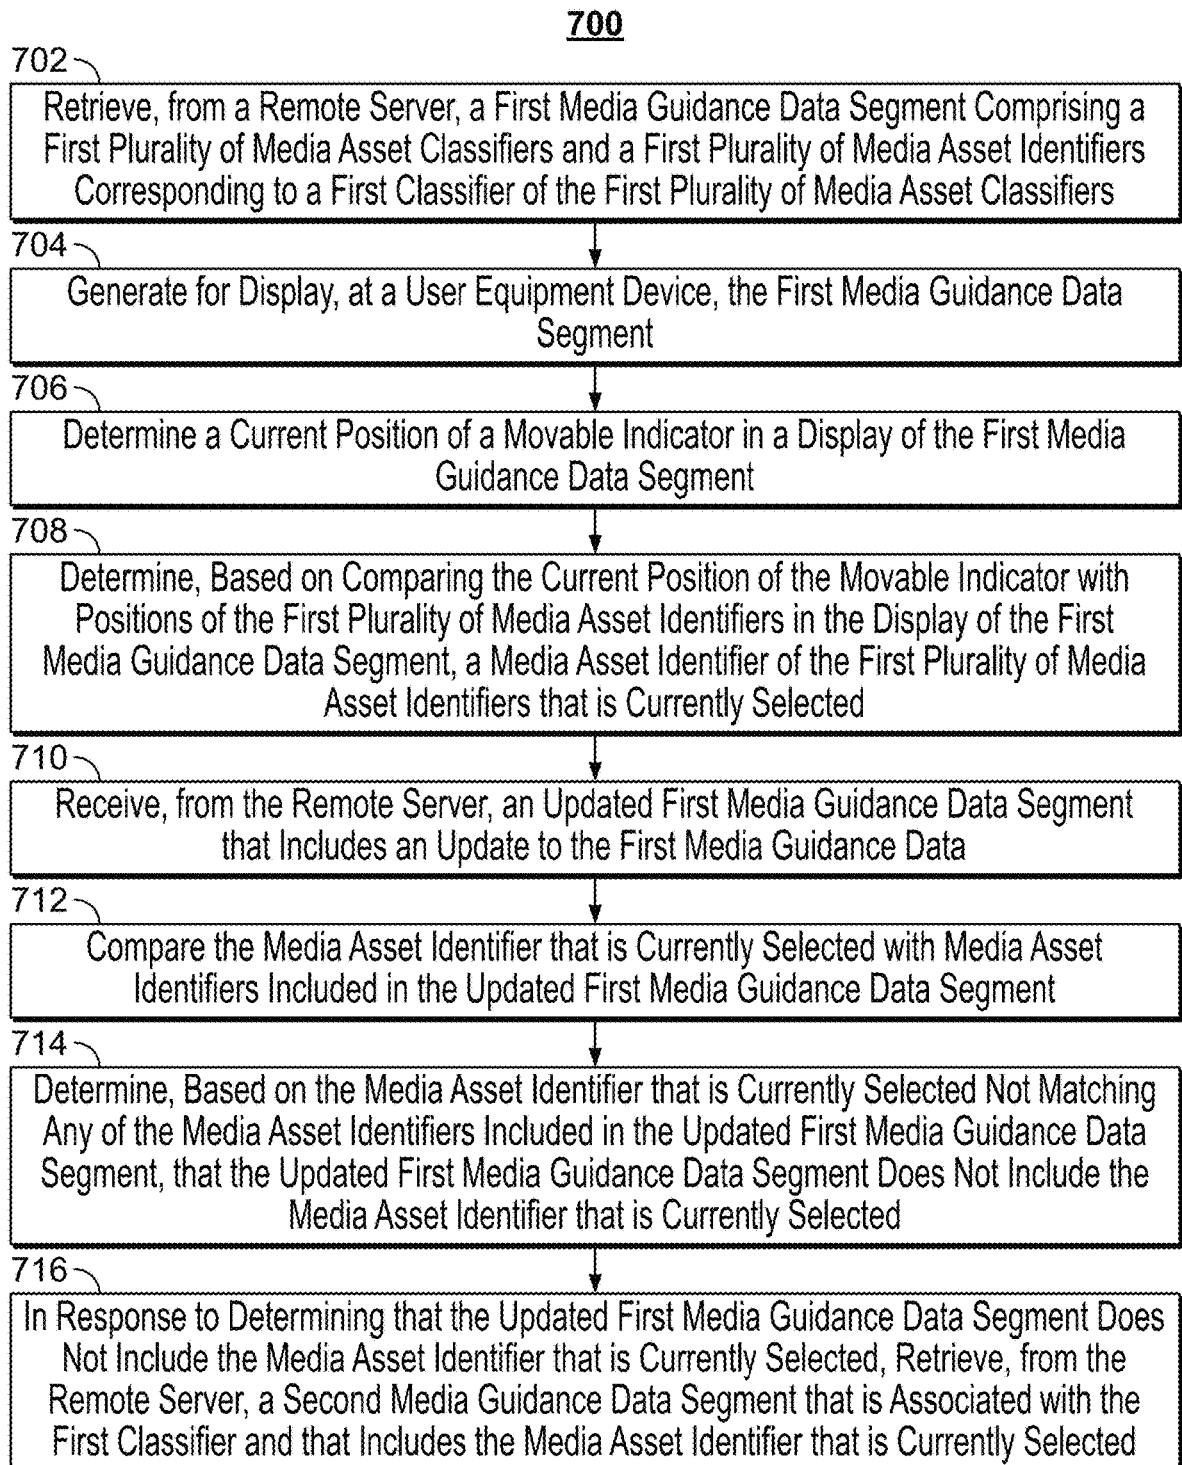 700
702
Retrieve, from a Remote Server, a First Media Guidance Data Segment Comprising a
First Plurality of Media Asset Classifiers and a First Plurality of Media Asset Identifiers
Corresponding to a First Classifier of the First Plurality of Media Asset Classifiers
704
Generate for Display, at a User Equipment Device, the First Media Guidance Data
Segment
706
Determine a Current Position of a Movable Indicator in a Display of the First Media
Guidance Data Segment
708
Determine, Based on Comparing the Current Position of the Movable Indicator with
Positions of the First Plurality of Media Asset Identifiers in the Display of the First
Media Guidance Data Segment, a Media Asset Identifier of the First Plurality of Media
Asset Identifiers that is Currently Selected
710
Receive, from the Remote Server, an Updated First Media Guidance Data Segment
that Includes an Update to the First Media Guidance Data
712
Compare the Media Asset Identifier that is Currently Selected with Media Asset
Identifiers Included in the Updated First Media Guidance Data Segment
714
Determine, Based on the Media Asset Identifier that is Currently Selected Not Matching
Any of the Media Asset Identifiers Included in the Updated First Media Guidance Data
Segment, that the Updated First Media Guidance Data Segment Does Not Include the
Media Asset Identifier that is Currently Selected
716
In Response to Determining that the Updated First Media Guidance Data Segment Does
Not Include the Media Asset Identifier that is Currently Selected, Retrieve, from the
Remote Server, a Second Media Guidance Data Segment that is Associated with the
First Classifier and that Includes the Media Asset Identifier that is Currently Selected